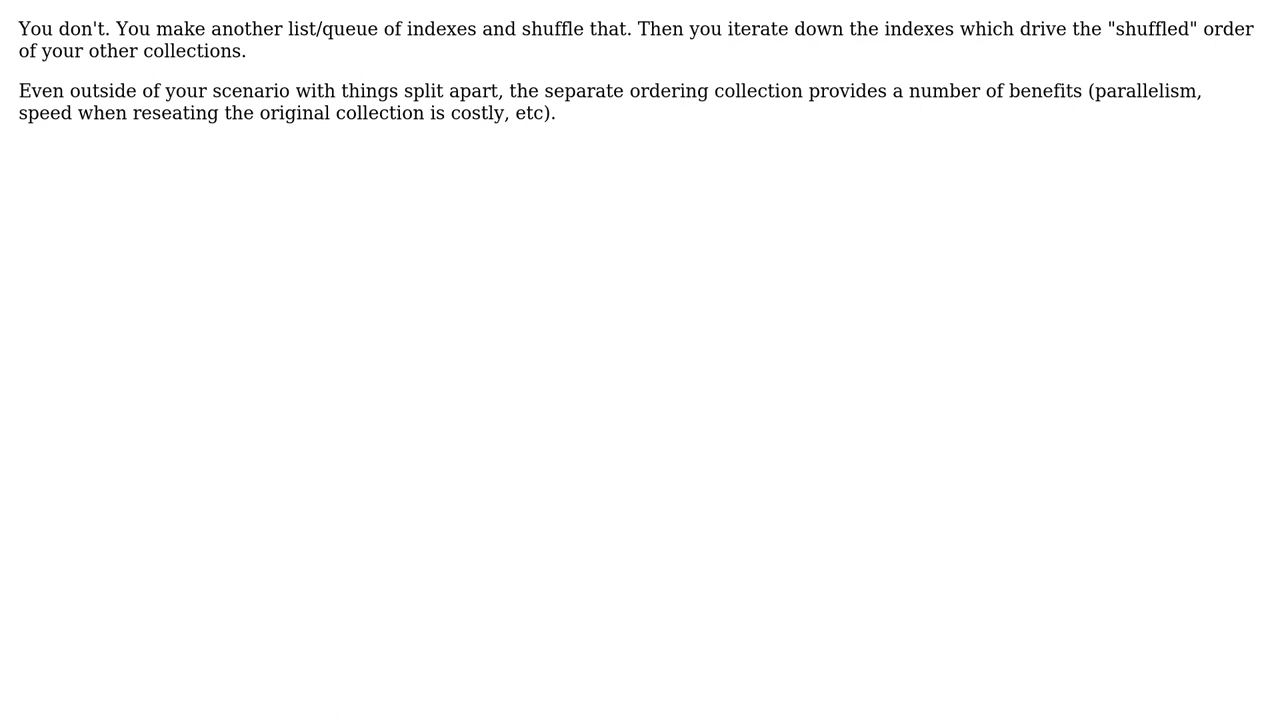 You don't. You make another list/queue of indexes and shuffle that. Then you iterate down the indexes which drive the "shuffled" order
of your other collections.
Even outside of your scenario with things split apart, the separate ordering collection provides a number of benefits (parallelism,
speed when reseating the original collection is costly, etc).